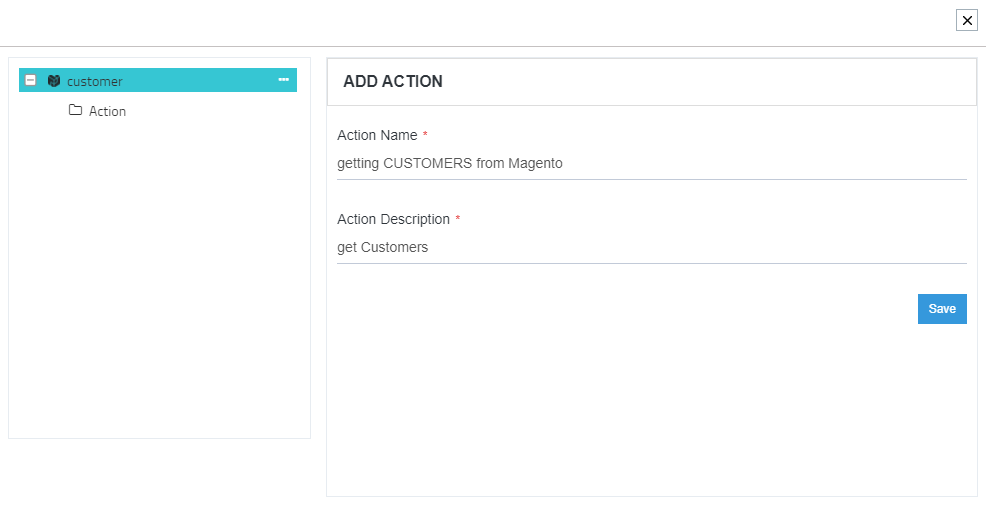 customer
Action
ADD ACTION
Action Name *
getting CUSTOMERS from Magento
Action Description *
get Customers
Save